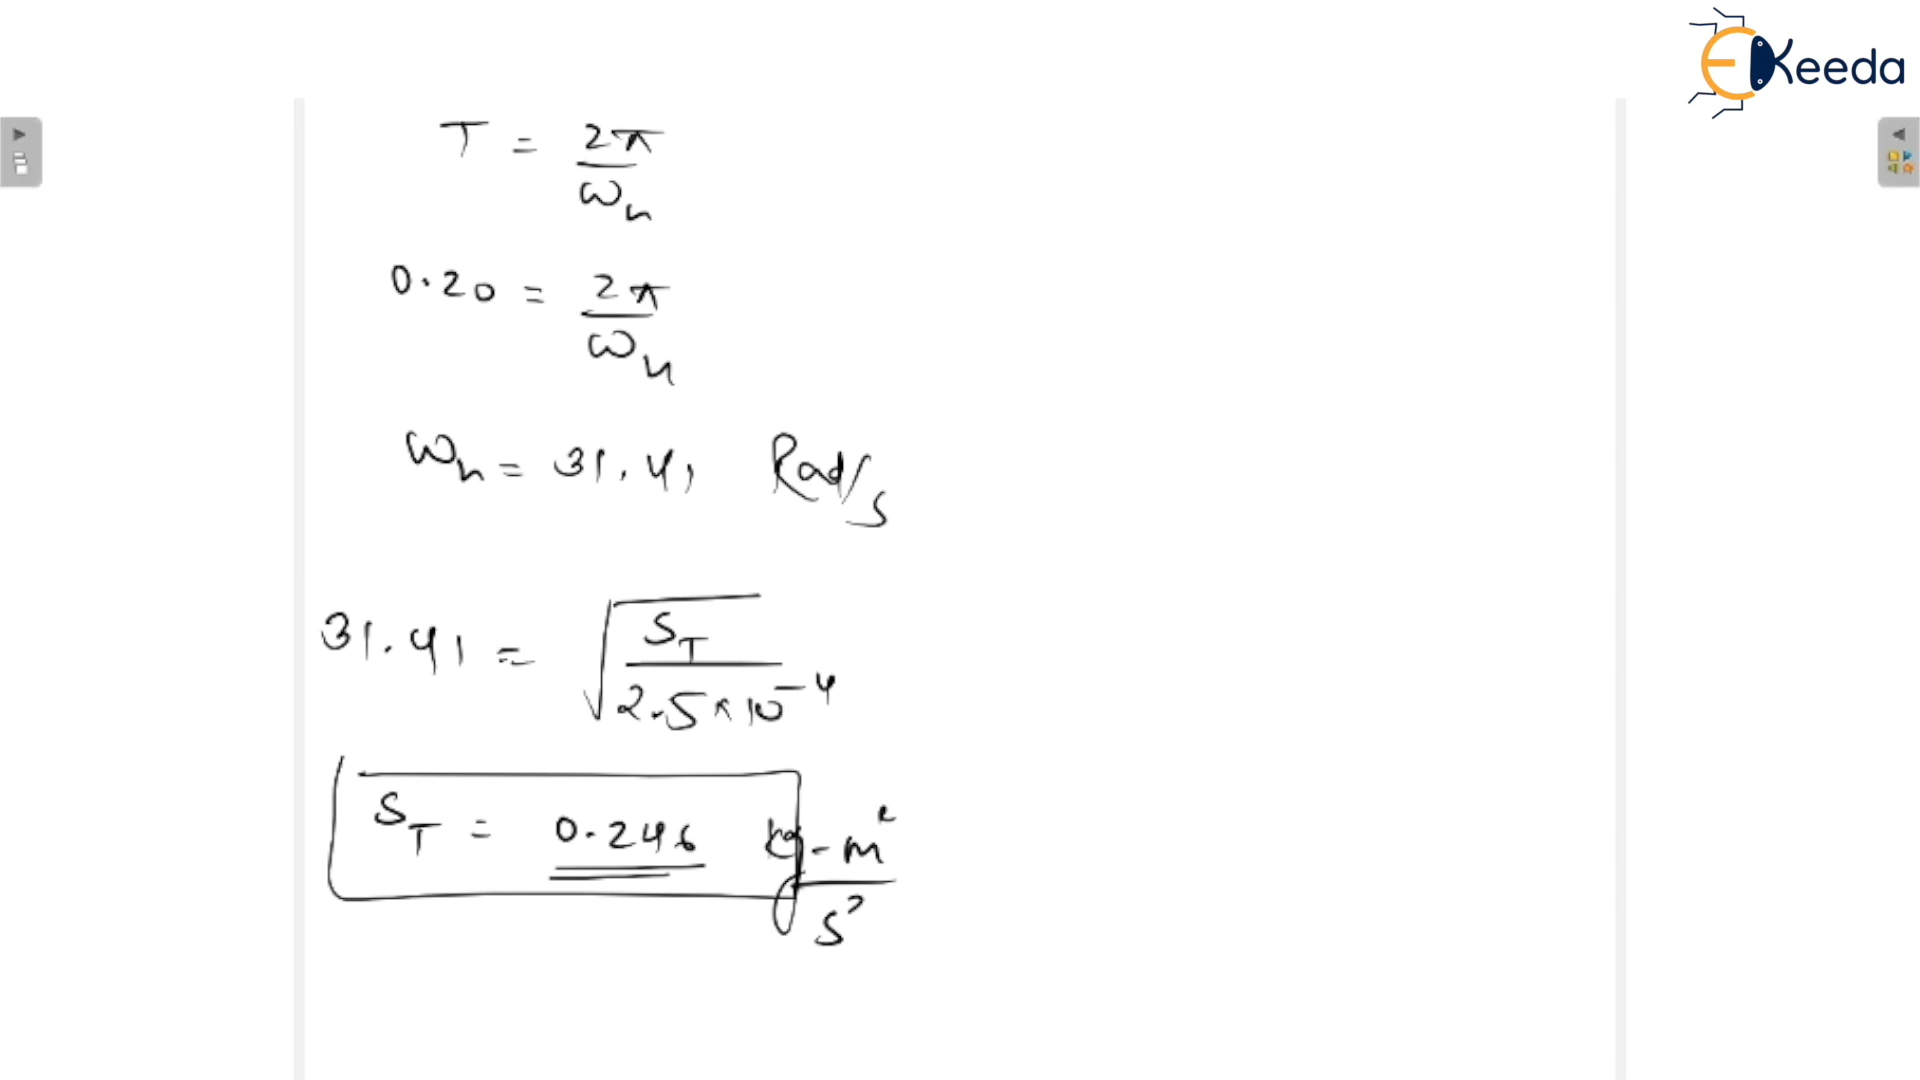 EKeeda
T = 2π / ωn
0.20 = 2π / ωn
ωn = 31.41 Rad/s
31.41 = √(ST / 2.5×10⁻⁴)
ST = 0.246 kg-m² / s²